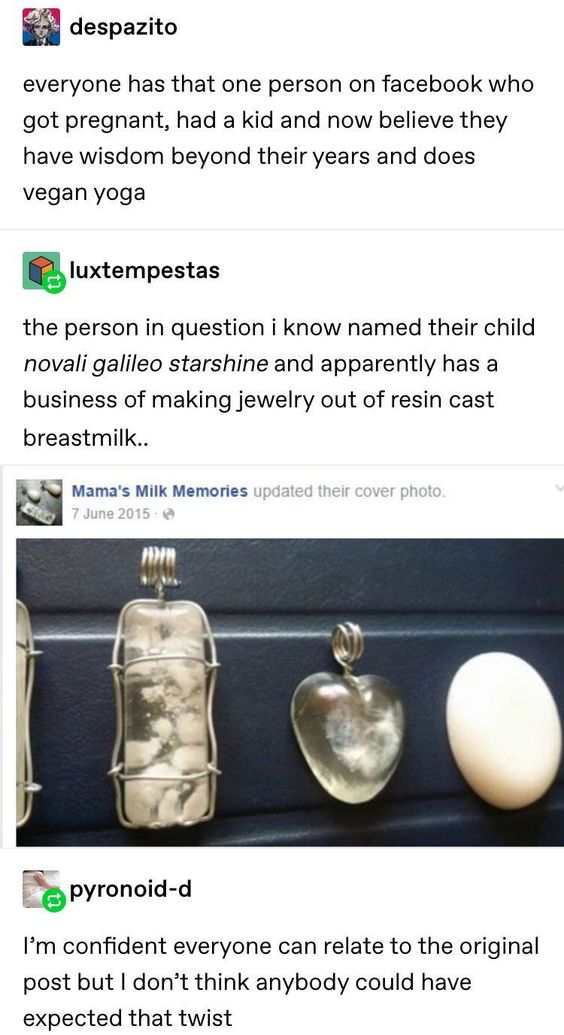 despazito
everyone has that one person on facebook who
got pregnant, had a kid and now believe they
have wisdom beyond their years and does
vegan yoga
luxtempestas
the person in question i know named their child
novali galileo starshine and apparently has a
business of making jewelry out of resin cast
breastmilk..
Mama's Milk Memories updated their cover photo.
7 June 2015 ·
pyronoid-d
I'm confident everyone can relate to the original
post but I don't think anybody could have
expected that twist